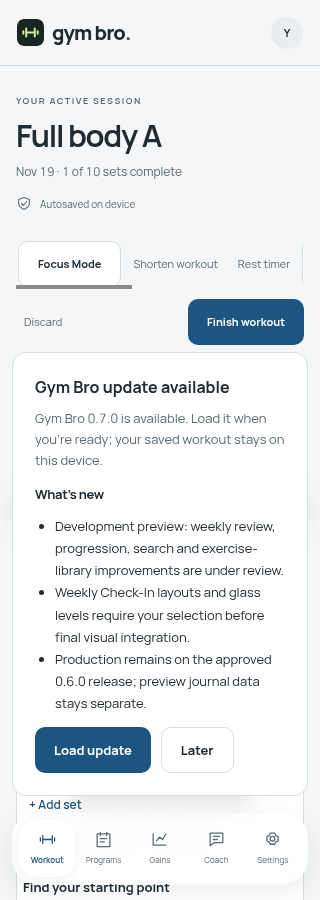 gym bro.
Y
YOUR ACTIVE SESSION
Full body A
Nov 19 · 1 of 10 sets complete
Autosaved on device
Focus Mode
Shorten workout
Rest timer
Discard
Finish workout
Gym Bro update available
Gym Bro 0.7.0 is available. Load it when
you're ready; your saved workout stays on
this device.
What's new
• Development preview: weekly review,
progression, search and exercise-
library improvements are under review.
• Weekly Check-In layouts and glass
levels require your selection before
final visual integration.
• Production remains on the approved
0.6.0 release; preview journal data
stays separate.
Load update
Later
+ Add set
Workout
Programs
Gains
Coach
Settings
Find your starting point